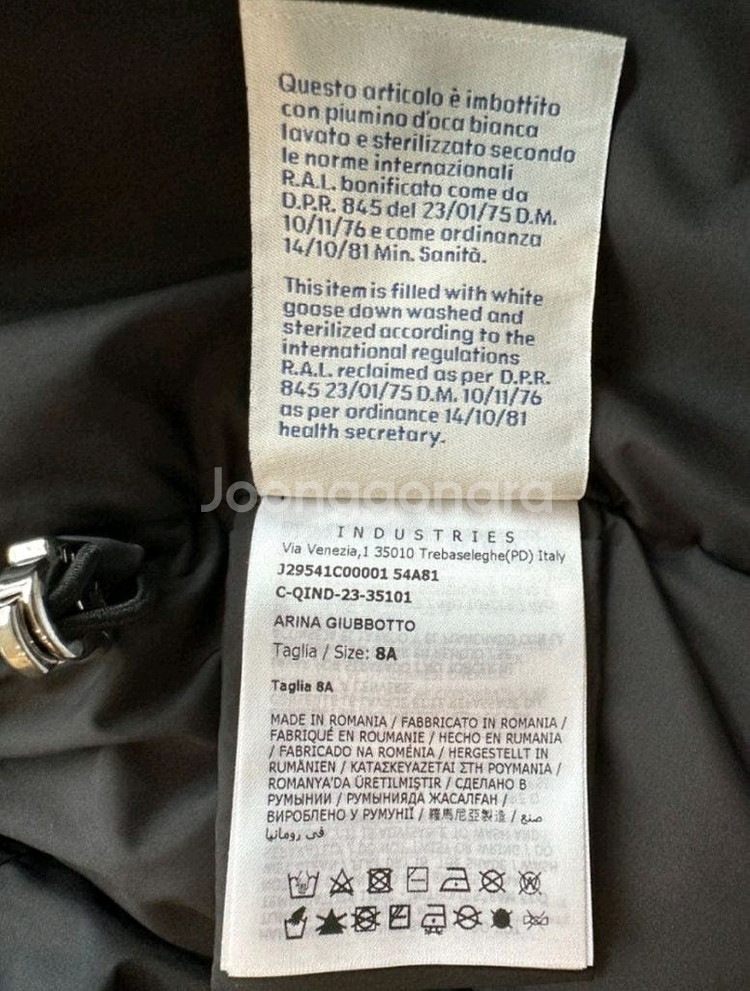 Questo articolo è imbottito
con piumino d'oca bianca
lavato e sterilizzato secondo
le norme internazionali
R.A.L. bonificato come da
D.P.R. 845 del 23/01/75 D.M.
10/11/76 e come ordinanza
14/10/81 Min. Sanità.
This item is filled with white
goose down washed and
sterilized according to the
international regulations
R.A.L. reclaimed as per D.P.R.
845 23/01/75 D.M. 10/11/76
as per ordinance 14/10/81
health secretary.
Joongagonara
INDUSTRIES
Via Venezia,1 35010 Trebaseleghe(PD) Italy
J29541C00001 54A81
C-QIND-23-35101
ARINA GIUBBOTTO
Taglia / Size: 8A
Taglia 8A
MADE IN ROMANIA / FABBRICATO IN ROMANIA /
FABRIQUÉ EN ROUMANIE / HECHO EN RUMANIA
/ FABRICADO NA ROMÉNIA / HERGESTELLT IN
RUMÄNIEN / ΚΑΤΑΣΚΕΥΑΖΕΤΑΙ ΣΤΗ ΡΟΥΜΑΝΙΑ /
ROMANYA'DA ÜRETILMIŞTIR / СДЕЛАНО В
РУМЫНИИ / РУМЫНИЯДА ЖАСАЛҒАН /
ВИРОБЛЕНО У РУМУНІЇ / 羅馬尼亞製造 / صنع
في رومانيا